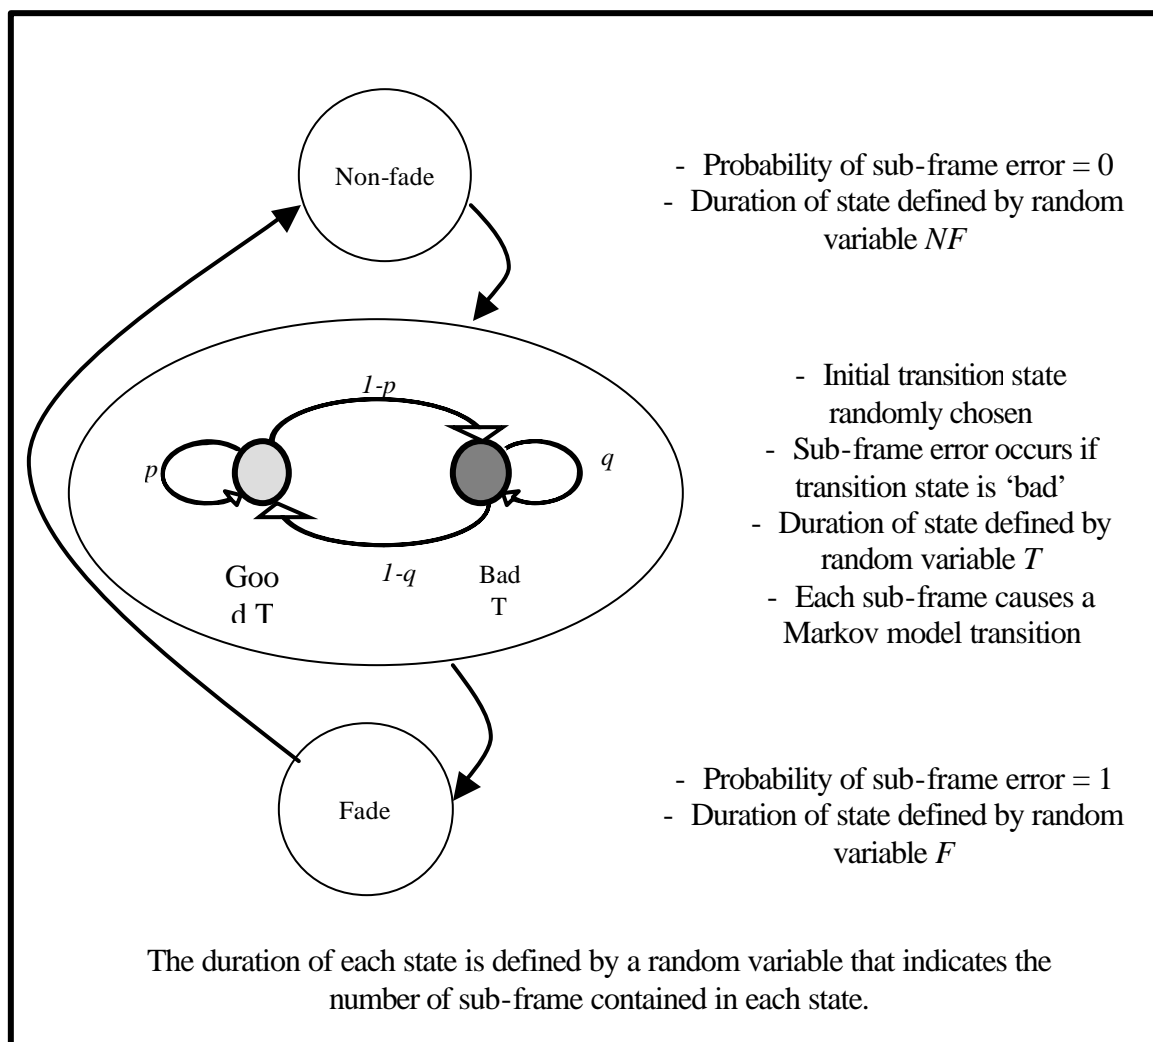 Non-fade
- Probability of sub-frame error = 0
- Duration of state defined by random
variable NF
1-p
p
q
1-q
Goo
d T
Bad
T
- Initial transition state
randomly chosen
- Sub-frame error occurs if
transition state is ‘bad’
- Duration of state defined by
random variable T
- Each sub-frame causes a
Markov model transition
Fade
- Probability of sub-frame error = 1
- Duration of state defined by random
variable F
The duration of each state is defined by a random variable that indicates the
number of sub-frame contained in each state.